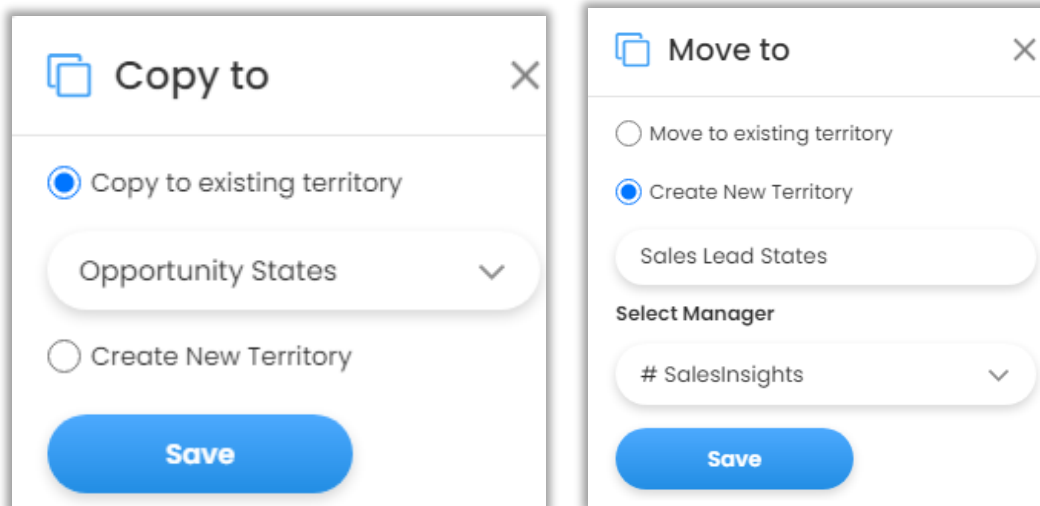 Copy to
Copy to existing territory
Opportunity States
Create New Territory
Save
Move to
Move to existing territory
Create New Territory
Sales Lead States
Select Manager
# SalesInsights
Save